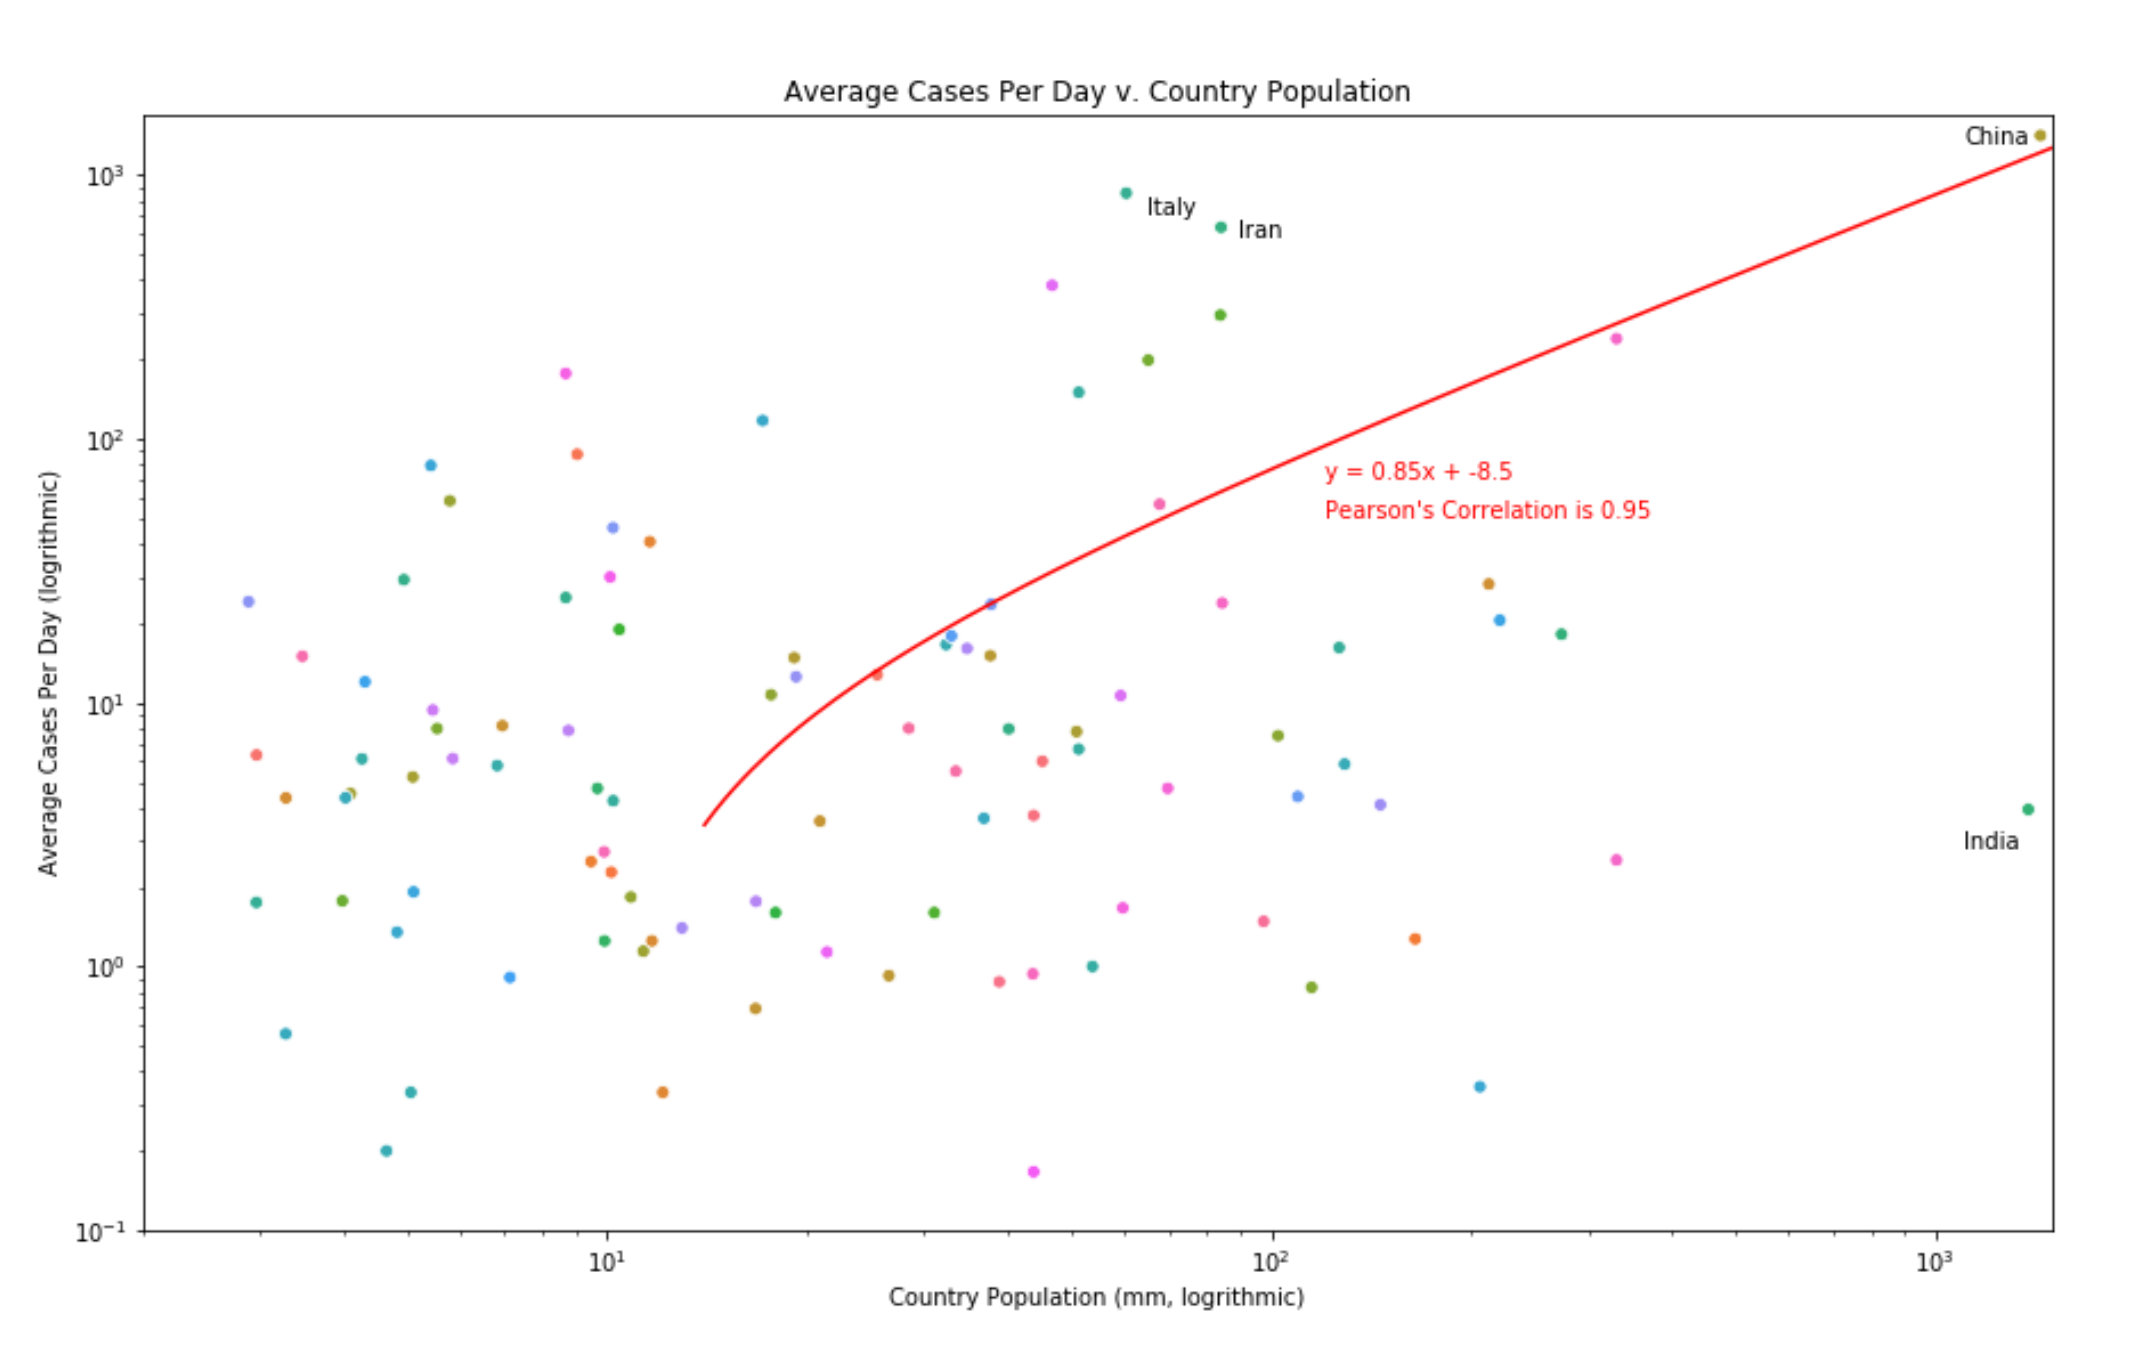 Average Cases Per Day v. Country Population
China
10³
Italy
Iran
10²
y = 0.85x + -8.5
Pearson's Correlation is 0.95
Average Cases Per Day (logrithmic)
10¹
India
10⁰
10⁻¹
10¹ 10² 10³
Country Population (mm, logrithmic)